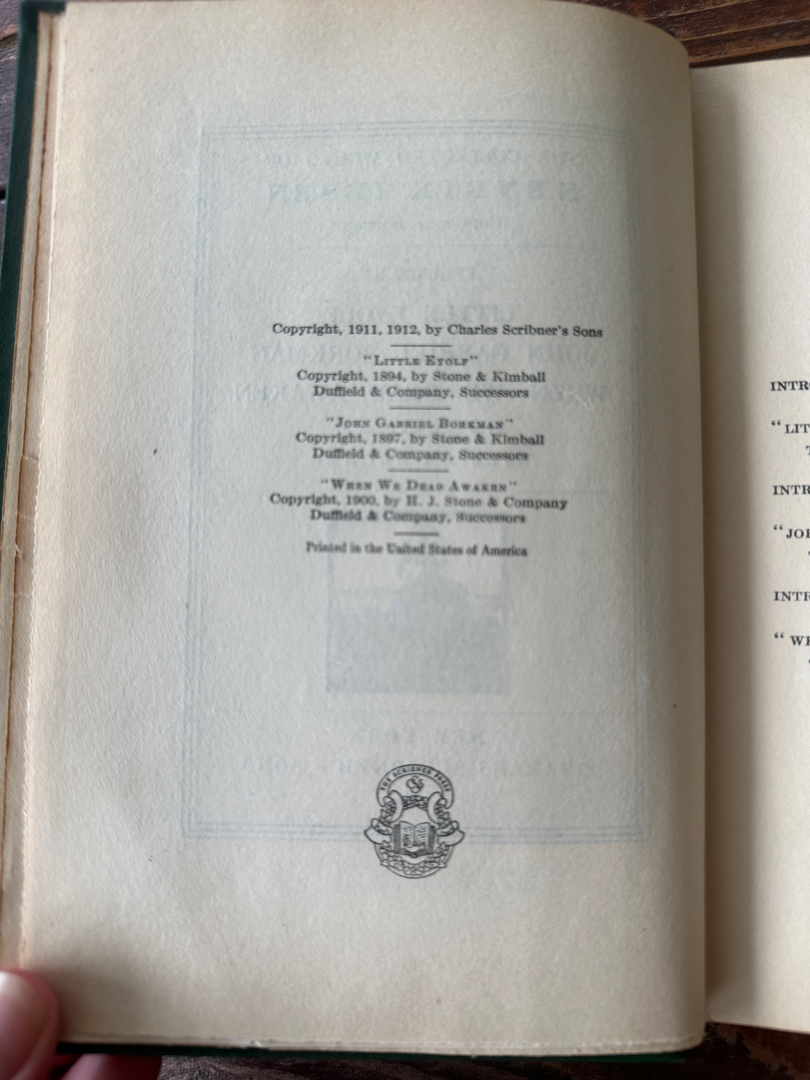 Copyright, 1911, 1912, by Charles Scribner's Sons
"LITTLE EYOLF"
Copyright, 1894, by Stone & Kimball
Duffield & Company, Successors
"JOHN GABRIEL BORKMAN"
Copyright, 1897, by Stone & Kimball
Duffield & Company, Successors
"WHEN WE DEAD AWAKEN"
Copyright, 1900, by H. J. Stone & Company
Duffield & Company, Successors
Printed in the United States of America
THE SCRIBNER PRESS
INTR
"LIT
T
INTR
"JOH
INTR
"WH